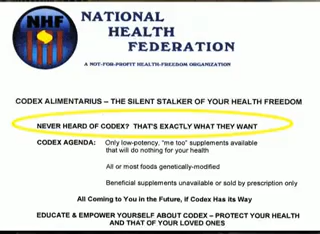 NHF
NATIONAL
HEALTH
FEDERATION
A NOT-FOR-PROFIT HEALTH-FREEDOM ORGANIZATION
CODEX ALIMENTARIUS – THE SILENT STALKER OF YOUR HEALTH FREEDOM
NEVER HEARD OF CODEX? THAT'S EXACTLY WHAT THEY WANT
CODEX AGENDA: Only low-potency, "me too" supplements available
that will do nothing for your health
All or most foods genetically-modified
Beneficial supplements unavailable or sold by prescription only
All Coming to You in the Future, if Codex Has its Way
EDUCATE & EMPOWER YOURSELF ABOUT CODEX – PROTECT YOUR HEALTH
AND THAT OF YOUR LOVED ONES